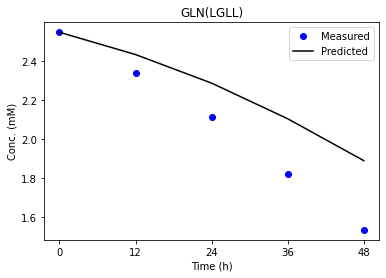 GLN(LGLL)
Measured
Predicted
Conc. (mM)
2.4
2.2
2.0
1.8
1.6
0 12 24 36 48
Time (h)